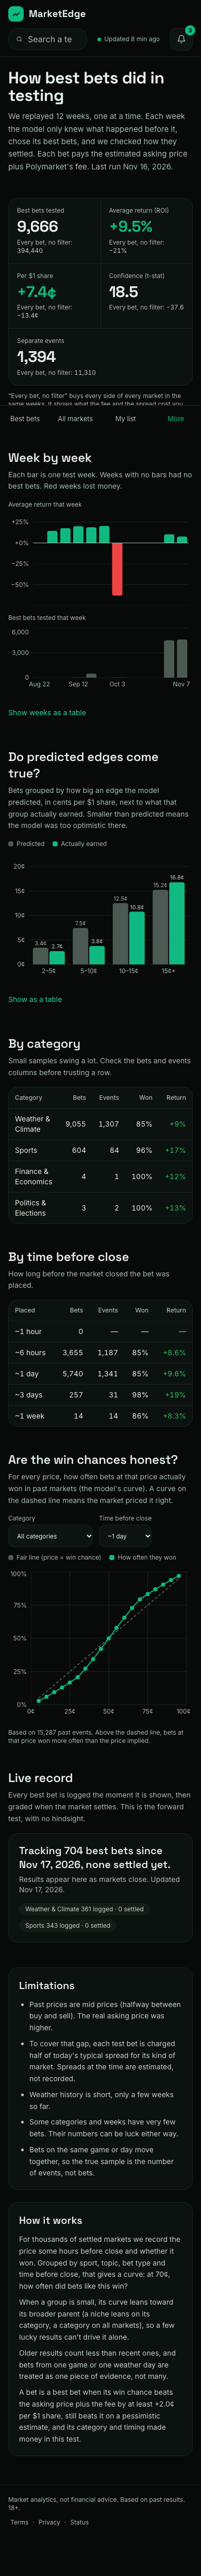 MarketEdge
Search a te
Updated 8 min ago
3
How well best bets did in
testing
We replayed 12 weeks, one at a time. Each week
the model only knew what happened before it,
chose its best bets, and we checked how they
settled. Each bet pays the estimated asking price
plus Polymarket's fee. Last run Nov 16, 2026.
Best bets tested
9,666
Every bet, no filter:
394,440
Average return (ROI)
+9.5%
Every bet, no filter:
−21%
Per $1 share
+7.4¢
Every bet, no filter:
−13.4¢
Confidence (t-stat)
18.5
Every bet, no filter: −37.6
Separate events
1,394
Every bet, no filter: 11,310
"Every bet, no filter" buys every side of every market in the
same weeks. It shows what the fee and the spread cost you
Best bets
All markets
My list
More
Week by week
Each bar is one test week. Weeks with no bars had no
best bets. Red weeks lost money.
Average return that week
+25%
+0%
−25%
−50%
Best bets tested that week
6,000
3,000
0
Aug 22 Sep 12 Oct 3 Nov 7
Show weeks as a table
Do predicted edges come
true?
Bets grouped by how big an edge the model
predicted, in cents per $1 share, next to what that
group actually earned. Smaller than predicted means
the model was too optimistic there.
Predicted Actually earned
20¢
15¢
10¢
5¢
0¢
3.4¢ 2.7¢ 7.5¢ 3.8¢ 12.5¢ 10.8¢ 15.2¢ 16.8¢
2–5¢ 5–10¢ 10–15¢ 15¢+
Show as a table
By category
Small samples swing a lot. Check the bets and events
columns before trusting a row.
Category Bets Events Won Return
Weather &
Climate 9,055 1,307 85% +9%
Sports 604 84 96% +17%
Finance &
Economics 4 1 100% +12%
Politics &
Elections 3 2 100% +13%
By time before close
How long before the market closed the bet was
placed.
Placed Bets Events Won Return
~1 hour 0 — — —
~6 hours 3,655 1,187 85% +8.6%
~1 day 5,740 1,341 85% +9.6%
~3 days 257 31 98% +19%
~1 week 14 14 86% +8.3%
Are the win chances honest?
For every price, how often bets at that price actually
won in past markets (the model's curve). A point on
the dashed line means the market priced it right.
Category
All categories
Time before close
~1 day
Fair line (price = win chance) How often they won
100%
75%
50%
25%
0%
0¢ 25¢ 50¢ 75¢ 100¢
Based on 15,287 past events. Above the dashed line, bets at
that price won more often than the price implied.
Live record
Every best bet is logged the moment it is shown, then
graded when the market settles. This is the forward
test, with no hindsight.
Tracking 704 best bets since
Nov 17, 2026, none settled yet.
Results appear here as markets close. Updated
Nov 17, 2026.
Weather & Climate 361 logged · 0 settled
Sports 343 logged · 0 settled
Limitations
• Past prices are mid prices (halfway between
buy and sell). The real asking price was
higher.
• To cover that gap, each test bet is charged
half of today's typical spread for its kind of
market. Spreads at the time are estimated,
not recorded.
• Weather history is short, only a few weeks
so far.
• Some categories and weeks have very few
bets. Their numbers can be luck either way.
• Bets on the same game or day move
together, so the true sample is the number
of events, not bets.
How it works
For thousands of settled markets we record the
price some hours before close and whether it
won. Grouped by sport, topic, bet type and
time before close, that gives a curve: at 70¢,
how often did bets like this win?
When a group is small, its curve leans toward
its broader parent (a niche leans on its
category, a category on all markets), so a few
lucky results can't drive it alone.
Older results count less than recent ones, and
bets from one game or one weather day are
treated as one piece of evidence, not many.
A bet is a best bet when its win chance beats
the asking price plus the fee by at least +2.0¢
per $1 share, still beats it on a pessimistic
estimate, and its category and timing made
money in this test.
Market analytics, not financial advice. Based on past results.
18+.
Terms · Privacy · Status